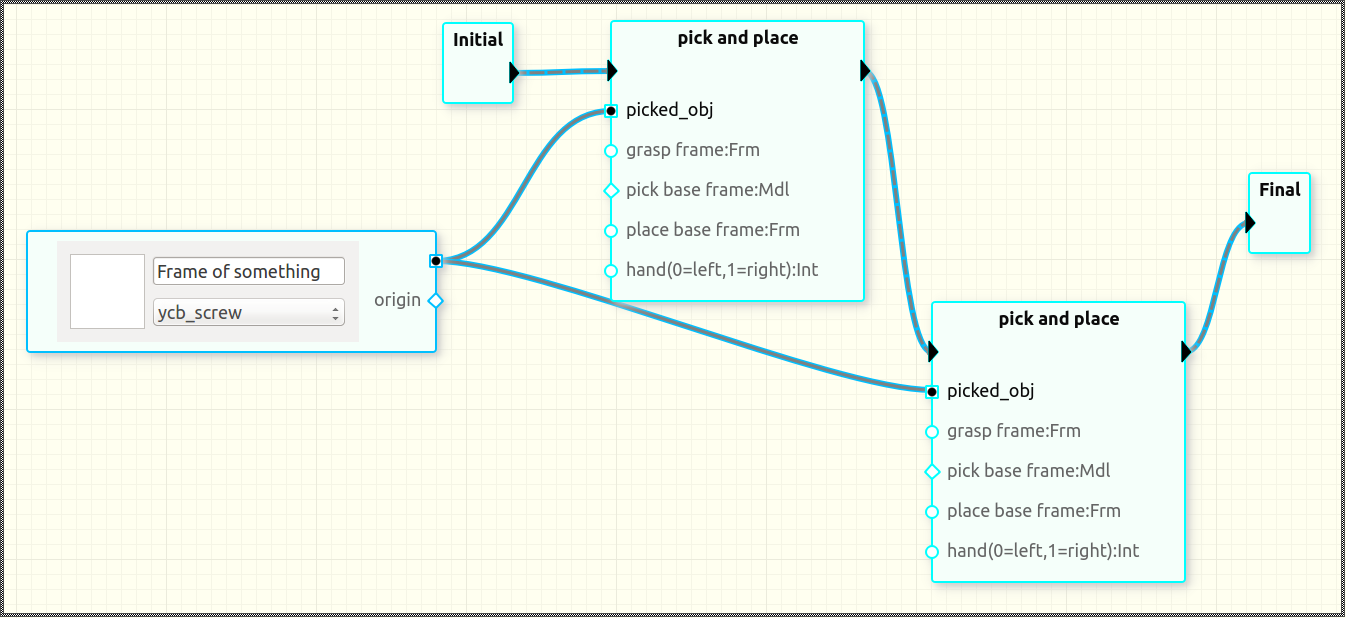 Initial
pick and place
picked_obj
grasp frame:Frm
pick base frame:Mdl
place base frame:Frm
hand(0=left,1=right):Int
Frame of something
ycb_screw
origin
Final
pick and place
picked_obj
grasp frame:Frm
pick base frame:Mdl
place base frame:Frm
hand(0=left,1=right):Int